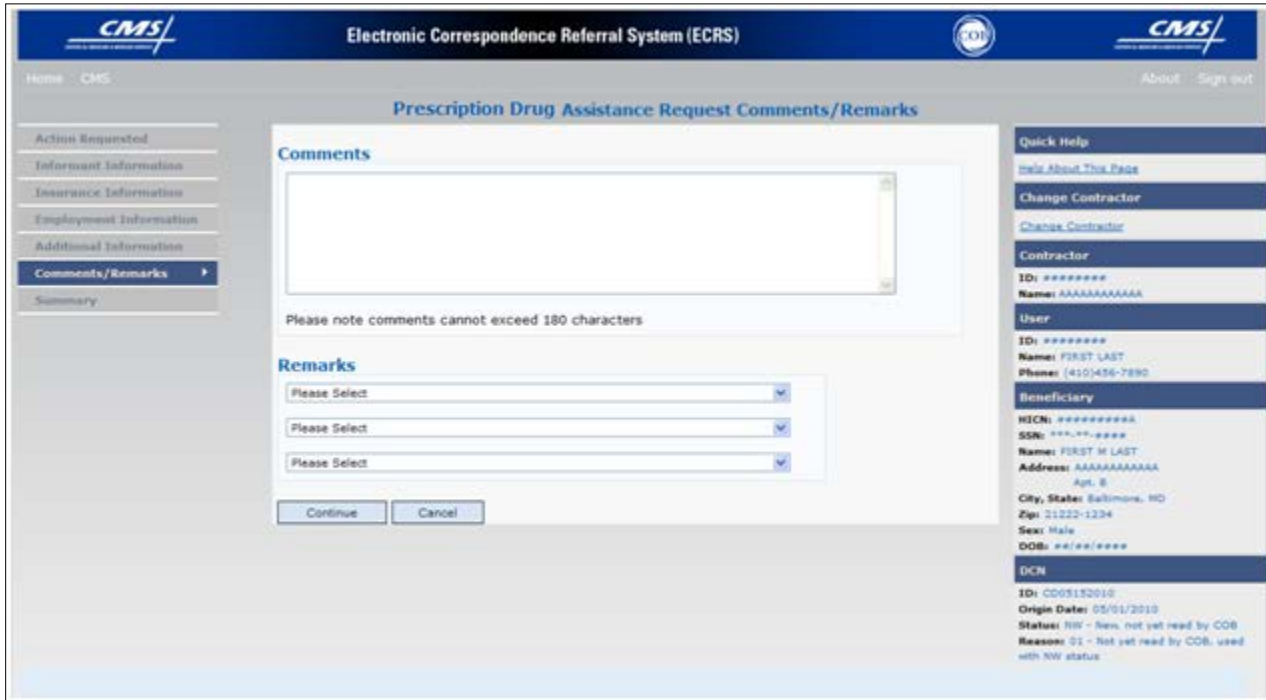 CMS
Electronic Correspondence Referral System (ECRS)
COB
CMS
Home CMS
About Sign out
Prescription Drug Assistance Request Comments/Remarks
Action Requested
Informant Information
Insurance Information
Employment Information
Additional Information
Comments/Remarks
Summary
Comments
Please note comments cannot exceed 180 characters
Remarks
Please Select
Please Select
Please Select
Continue Cancel
Quick Help
Help About This Page
Change Contractor
Change Contractor
Contractor
ID: ########
Name: AAAAAAAAAAAA
User
ID: ########
Name: FIRST LAST
Phone: (410)456-7890
Beneficiary
HICN: #########A
SSN: ***-**-####
Name: FIRST M LAST
Address: AAAAAAAAAAAA
Apt. B
City, State: Baltimore, MD
Zip: 21222-1234
Sex: Male
DOB: ##/##/####
DCN
ID: CD05152010
Origin Date: 05/01/2010
Status: NW - New, not yet read by COB
Reason: 01 - Not yet read by COB, used
with NW status